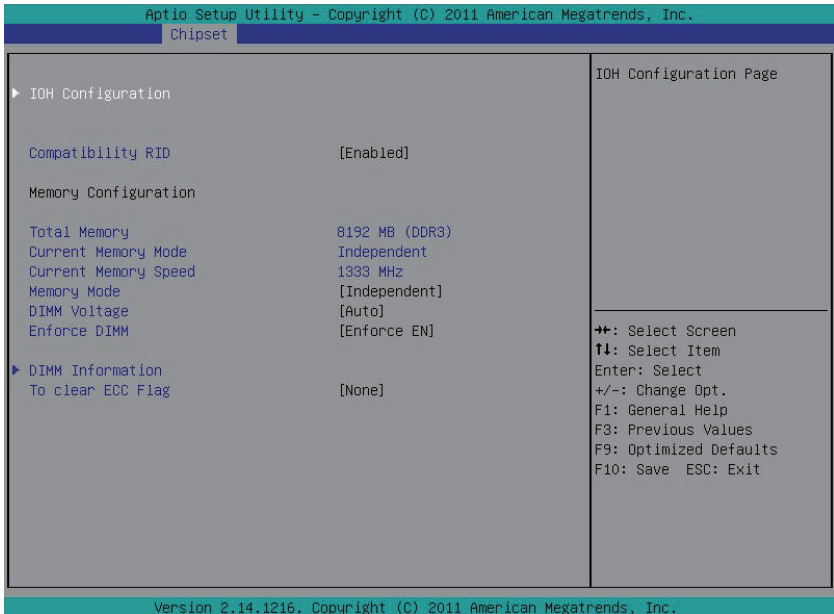 Aptio Setup Utility – Copyright (C) 2011 American Megatrends, Inc.
Chipset
▶ IOH Configuration
Compatibility RID [Enabled]
Memory Configuration
Total Memory 8192 MB (DDR3)
Current Memory Mode Independent
Current Memory Speed 1333 MHz
Memory Mode [Independent]
DIMM Voltage [Auto]
Enforce DIMM [Enforce EN]
▶ DIMM Information
To clear ECC Flag [None]
IOH Configuration Page
→←: Select Screen
↑↓: Select Item
Enter: Select
+/-: Change Opt.
F1: General Help
F3: Previous Values
F9: Optimized Defaults
F10: Save ESC: Exit
Version 2.14.1216. Copyright (C) 2011 American Megatrends, Inc.